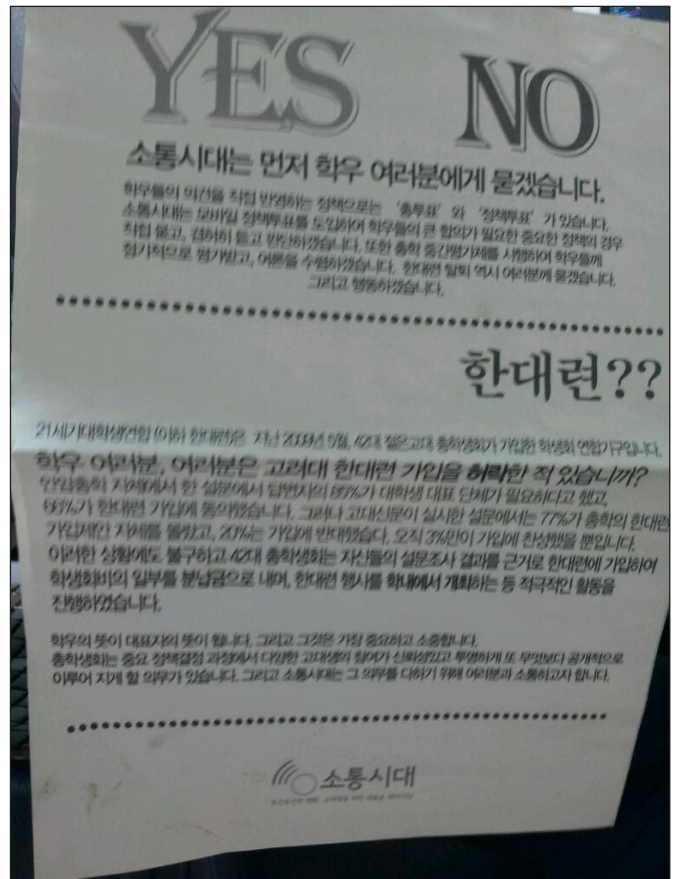 YES NO
소통시대는 먼저 학우 여러분에게 묻겠습니다.
학우들의 의견을 직접 반영하는 정책으로는 '총투표' 와 '정책투표' 가 있습니다.
소통시대는 모바일 정책투표를 도입하여 학우들의 큰 합의가 필요한 중요한 정책의 경우
직접 묻고, 겸허히 듣고 판단하겠습니다. 또한 총학 중간평가제를 시행하여 학우들께
정기적으로 평가받고, 여론을 수렴하겠습니다. 한대련 탈퇴 역시 여러분께 묻겠습니다.
그리고 행동하겠습니다.
한대련??
21세기대학생연합 (이하 한대련)은 지난 5월, 42대 젊은고대 총학생회가 가입한 학생회 연합기구입니다.
학우 여러분, 여러분은 고려대 한대련 가입을 허락한 적 있습니까?
안암총학 자체에서 한 설문에서 답변자의 86%가 대학생 대표 단체가 필요하다고 했고,
66%가 한대련 가입에 동의했습니다. 그러나 고대신문이 실시한 설문에서는 77%가 총학의 한대련
가입제안 자체를 몰랐고, 20%는 가입에 반대했습니다. 오직 3%만이 가입에 찬성했을 뿐입니다.
이러한 상황에도 불구하고 42대 총학생회는 자신들의 설문조사 결과를 근거로 한대련에 가입하여
학생회비의 일부를 분납금으로 내며, 한대련 행사를 학내에서 개최하는 등 적극적인 활동을
진행하였습니다.
학우의 뜻이 대표자의 뜻이 됩니다. 그리고 그것은 가장 중요하고 소중합니다.
총학생회는 중요 정책결정 과정에서 다양한 고대생의 참여가 신뢰성있고 투명하게 또 무엇보다 공개적으로
이루어 지게 할 의무가 있습니다. 그리고 소통시대는 그 의무를 다하기 위해 여러분과 소통하고자 합니다.
소통시대